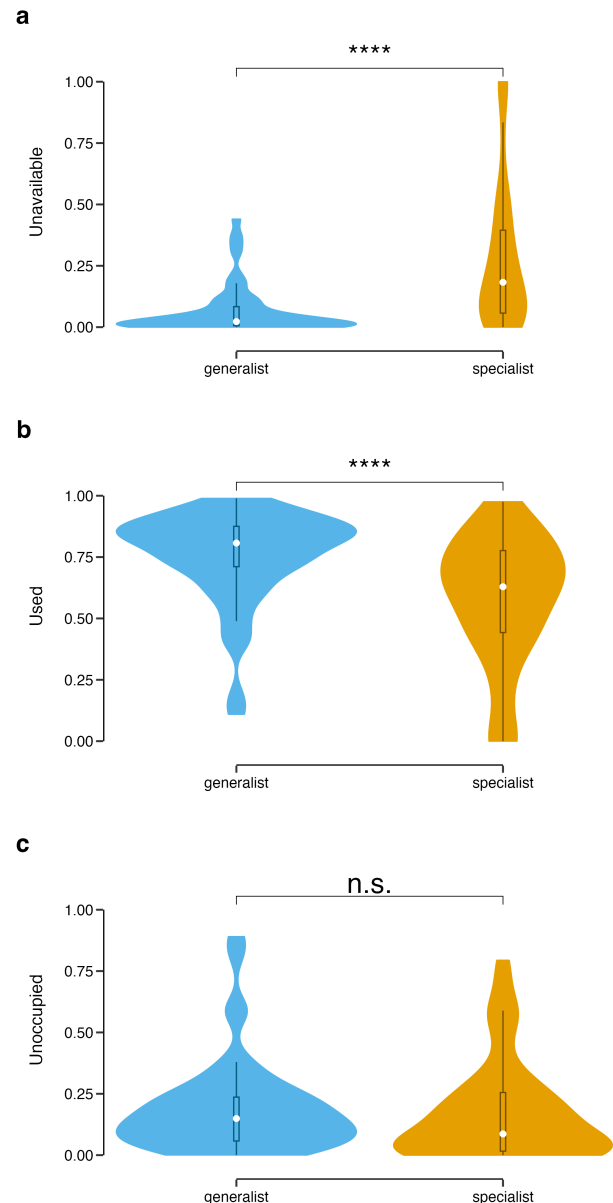 a
****
1.00
0.75
0.50
0.25
0.00
Unavailable
generalist specialist
b
****
1.00
0.75
0.50
0.25
0.00
Used
generalist specialist
c
n.s.
1.00
0.75
0.50
0.25
0.00
Unoccupied
generalist specialist